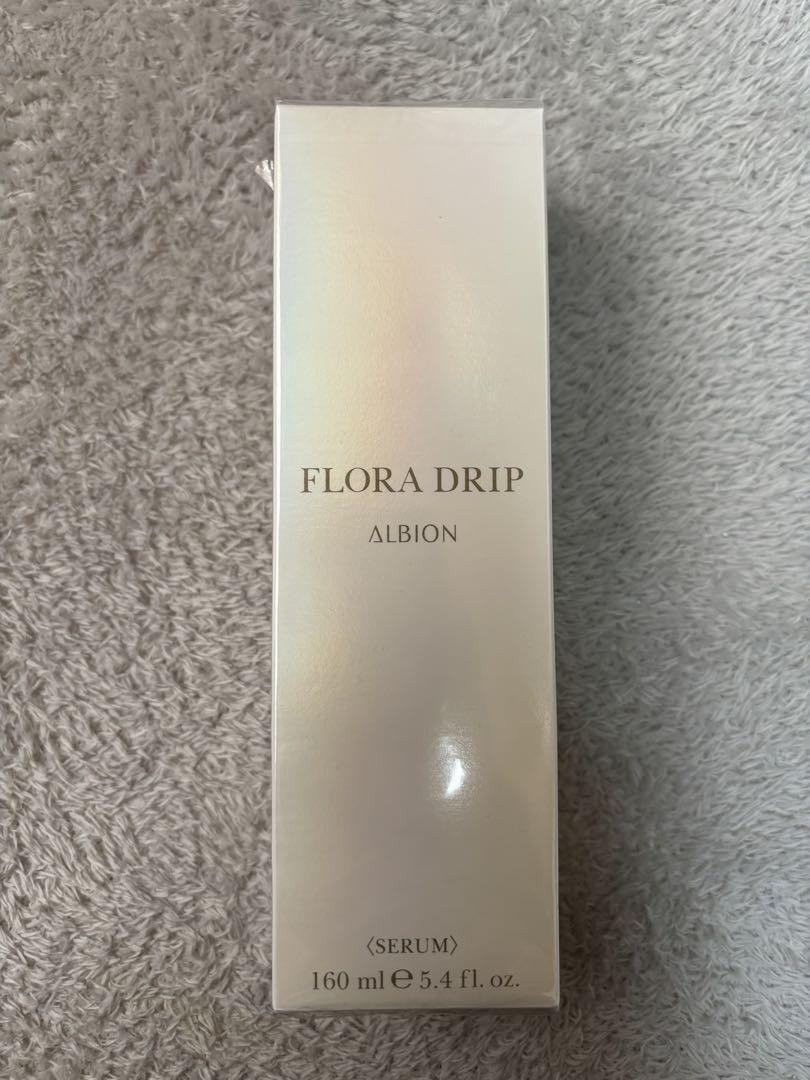 FLORA DRIP
ALBION
〈SERUM〉
160 ml ℮ 5.4 fl. oz.